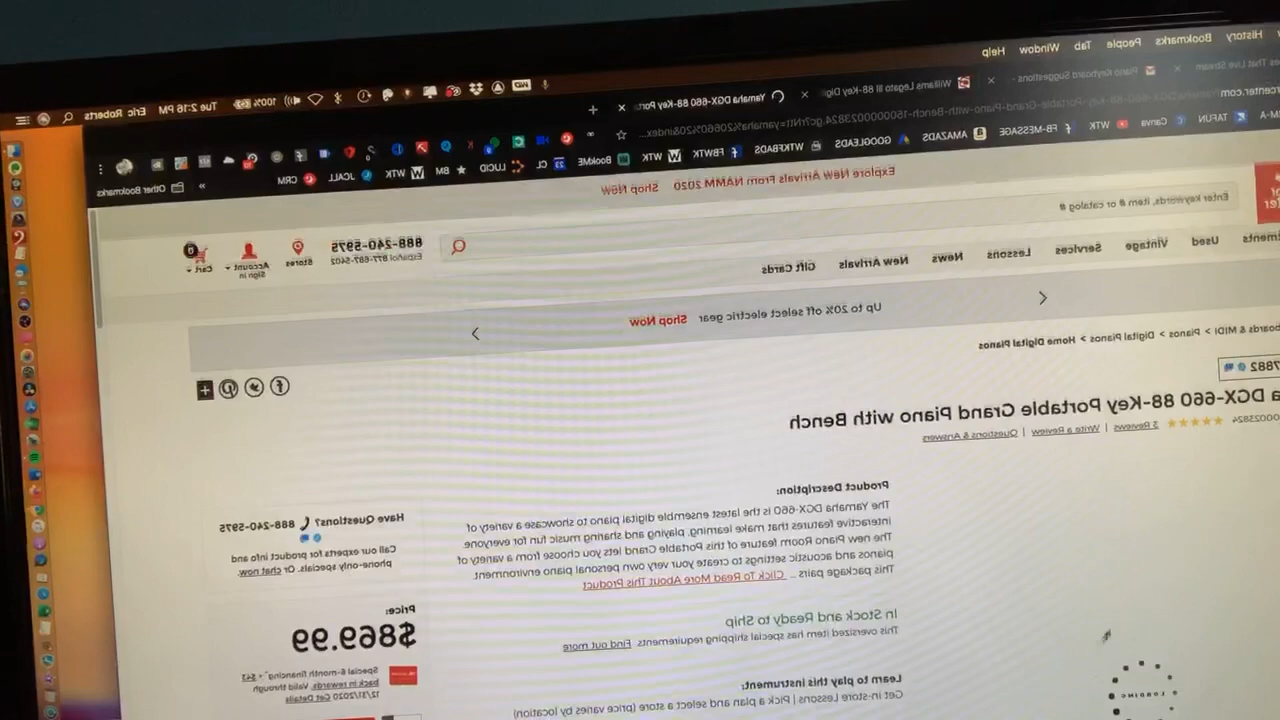 History Bookmarks People Tab Window Help
100% Tue 2:16 PM Eric Roberts
That Live Stream
Piano Keyboard Suggestions -
Williams Legato III 88-Key Digi
Yamaha DGX-660 88-Key Port
TAFUN Canva WTK FB-MESSAGE AMAZADS GOOGLEADS WTKFADS FBWTK WTK BookME CL LUCID BM WTK JCALL CRM
Other Bookmarks
Explore New Arrivals From NAMM 2020 Shop Now
Enter keywords, item # or catalog #
888-240-5975
Español 877-687-5402
Stores
Account
Sign in
Cart
0
Used Vintage Services Lessons News New Arrivals Gift Cards
Up to 20% off select electric gear Shop Now
& MIDI > Pianos > Digital Pianos > Home Digital Pianos
7882
DGX-660 88-Key Portable Grand Piano with Bench
3 Reviews | Write a Review | Questions & Answers
Product Description:
The Yamaha DGX-660 is the latest ensemble digital piano to showcase a variety of
interactive features that make learning, playing and sharing music fun for everyone
The new Piano Room feature of this Portable Grand lets you choose from a variety of
pianos and acoustic settings to create your very own personal piano environment.
This package pairs ... Click To Read More About This Product
In Stock and Ready to Ship
This oversized item has special shipping requirements. Find out more
Learn to play this instrument:
Get in-store Lessons | Pick a plan and select a store (price varies by location)
Have Questions? 888-240-5975
Call our experts for product info and
phone-only specials. Or chat now.
Price:
$869.99
Special 6-month financing^ + $43
back in rewards. Valid through
12/31/2020 Get Details
LOADING